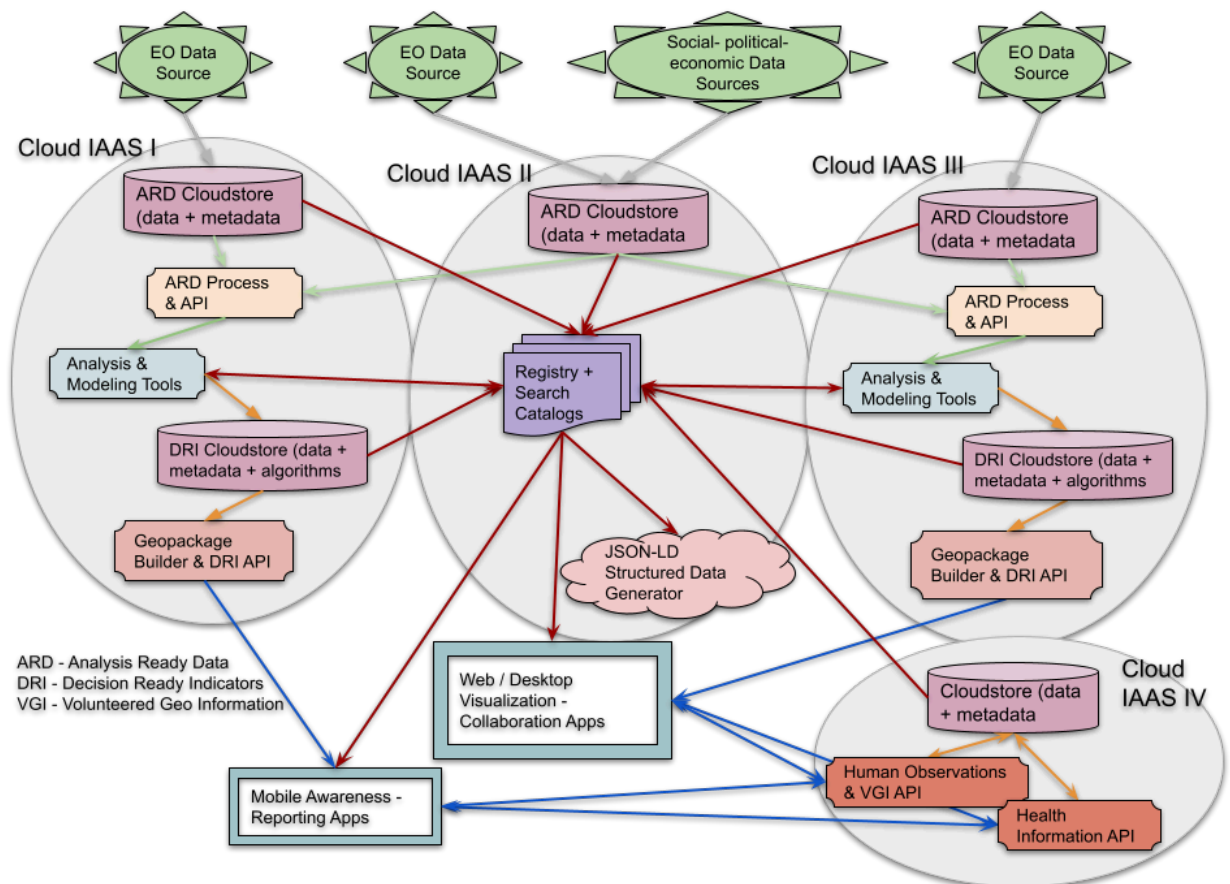 EO Data
Source
EO Data
Source
Social- political-
economic Data
Sources
EO Data
Source
Cloud IAAS I
Cloud IAAS II
Cloud IAAS III
ARD Cloudstore
(data + metadata
ARD Cloudstore
(data + metadata
ARD Cloudstore
(data + metadata
ARD Process
& API
ARD Process
& API
Analysis &
Modeling Tools
Registry +
Search
Catalogs
Analysis &
Modeling Tools
DRI Cloudstore (data +
metadata + algorithms
DRI Cloudstore (data +
metadata + algorithms
Geopackage
Builder & DRI API
JSON-LD
Structured Data
Generator
Geopackage
Builder & DRI API
ARD - Analysis Ready Data
DRI - Decision Ready Indicators
VGI - Volunteered Geo Information
Web / Desktop
Visualization -
Collaboration Apps
Cloud
IAAS IV
Cloudstore (data
+ metadata
Mobile Awareness -
Reporting Apps
Human Observations
& VGI API
Health
Information API